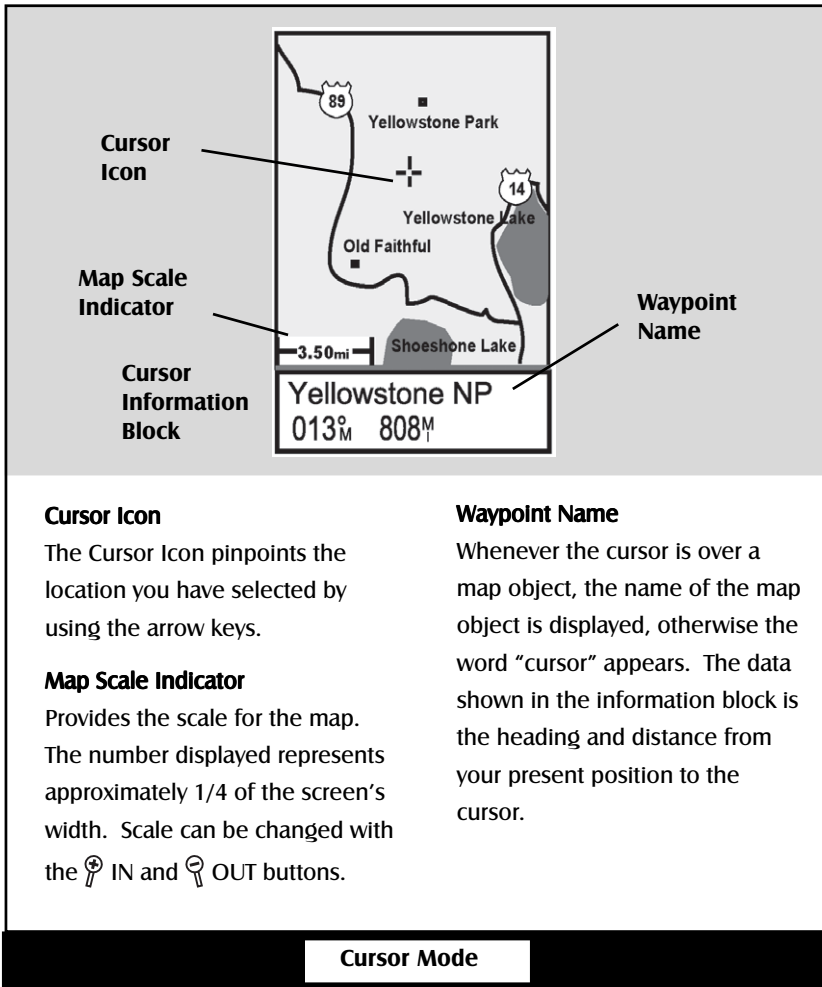 89
Yellowstone Park
Cursor
Icon
14
Yellowstone Lake
Old Faithful
Map Scale
Indicator
Waypoint
Name
3.50mi
Shoeshone Lake
Cursor
Information
Block
Yellowstone NP
013°M 808MI
Cursor Icon
The Cursor Icon pinpoints the
location you have selected by
using the arrow keys.
Map Scale Indicator
Provides the scale for the map.
The number displayed represents
approximately 1/4 of the screen's
width. Scale can be changed with
the IN and OUT buttons.
Waypoint Name
Whenever the cursor is over a
map object, the name of the map
object is displayed, otherwise the
word "cursor" appears. The data
shown in the information block is
the heading and distance from
your present position to the
cursor.
Cursor Mode